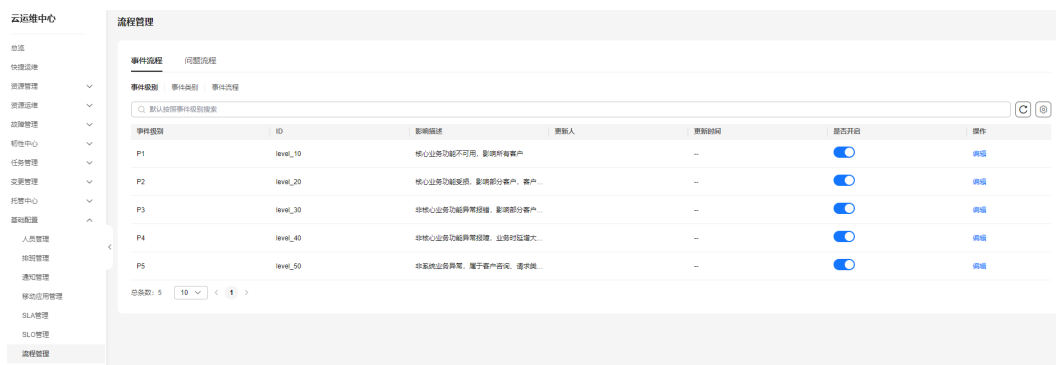 云运维中心
总览
快捷运维
资源管理
资源运维
故障管理
韧性中心
任务管理
变更管理
托管中心
基础配置
人员管理
排班管理
通知管理
移动应用管理
SLA管理
SLO管理
流程管理
流程管理
事件流程 问题流程
事件级别 事件类别 事件流程
默认按照事件级别搜索
事件级别 ID 影响描述 更新人 更新时间 是否开启 操作
P1 level_10 核心业务功能不可用，影响所有客户 -- 编辑
P2 level_20 核心业务功能受损，影响部分客户，客户... -- 编辑
P3 level_30 非核心业务功能异常报错，影响部分客户... -- 编辑
P4 level_40 非核心业务功能异常报障，业务时延增大... -- 编辑
P5 level_50 非系统业务异常，属于客户咨询、请求类... -- 编辑
总条数：5 10 1